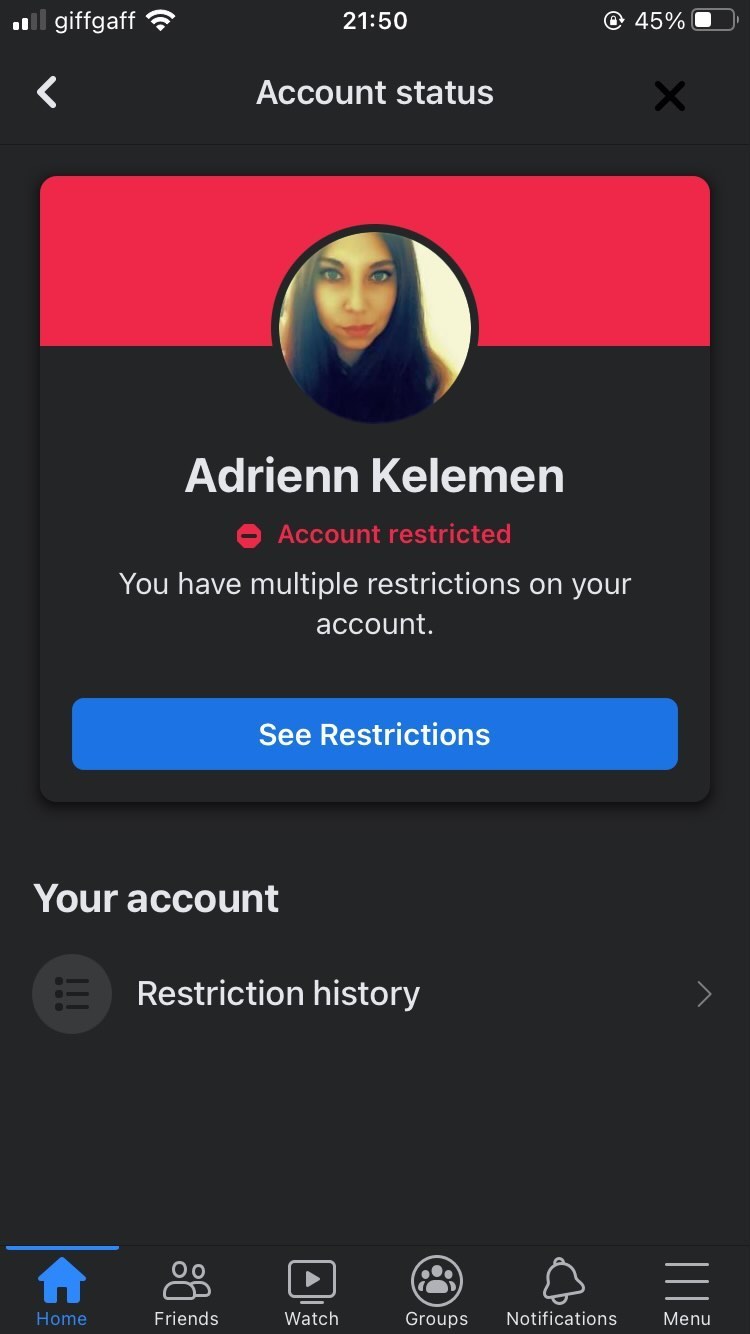 giffgaff 21:50 45%
Account status
Adrienn Kelemen
Account restricted
You have multiple restrictions on your
account.
See Restrictions
Your account
Restriction history
Home Friends Watch Groups Notifications Menu